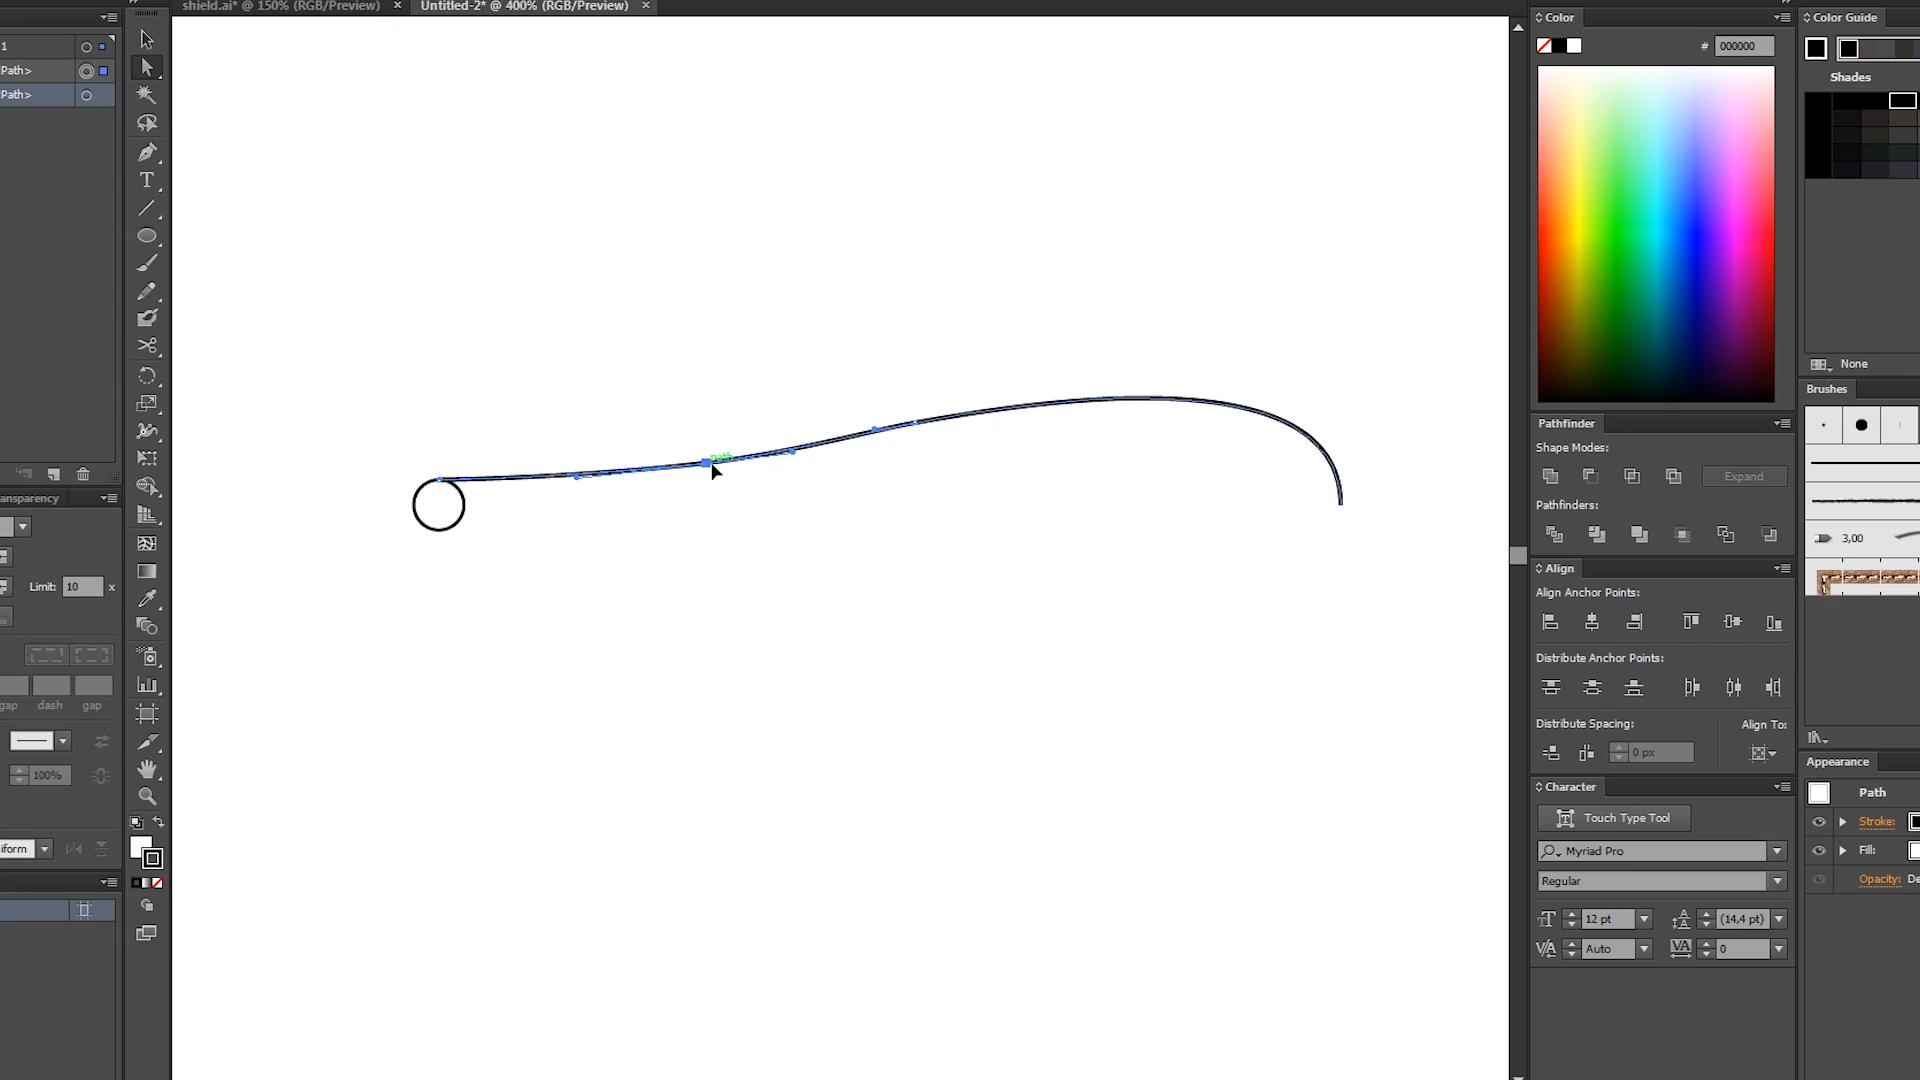 shield.ai* @ 150% (RGB/Preview)
Untitled-2* @ 400% (RGB/Preview)
1
Path>
Path>
ansparency
Limit: 10 x
gap dash gap
100%
iform
path
Color
# 000000
Pathfinder
Shape Modes:
Expand
Pathfinders:
Align
Align Anchor Points:
Distribute Anchor Points:
Distribute Spacing:
Align To:
0 px
Character
Touch Type Tool
Myriad Pro
Regular
12 pt
(14,4 pt)
Auto
0
Color Guide
Shades
None
Brushes
3,00
Appearance
Path
Stroke:
Fill:
Opacity: De